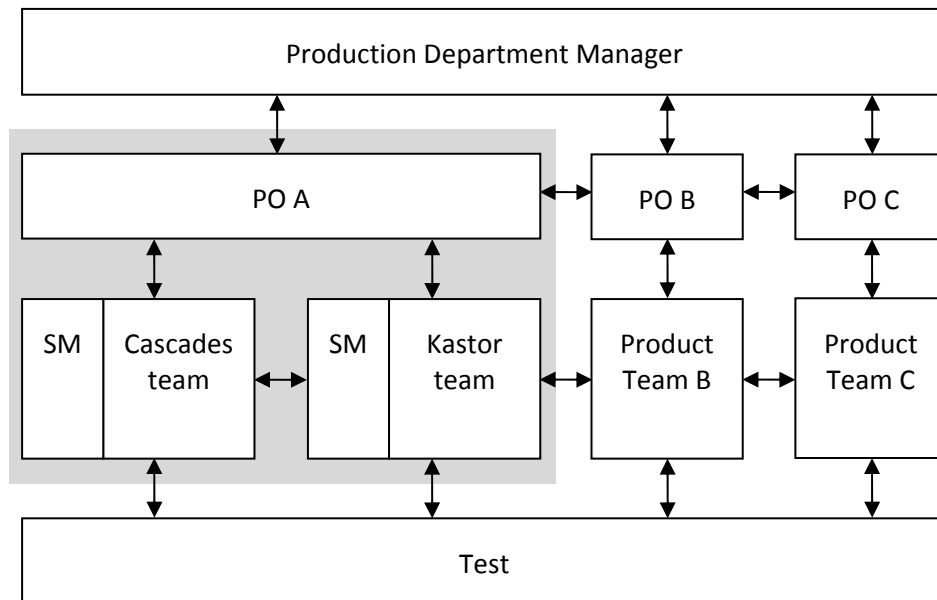 Production Department Manager
PO A
PO B
PO C
SM
Cascades
team
SM
Kastor
team
Product
Team B
Product
Team C
Test